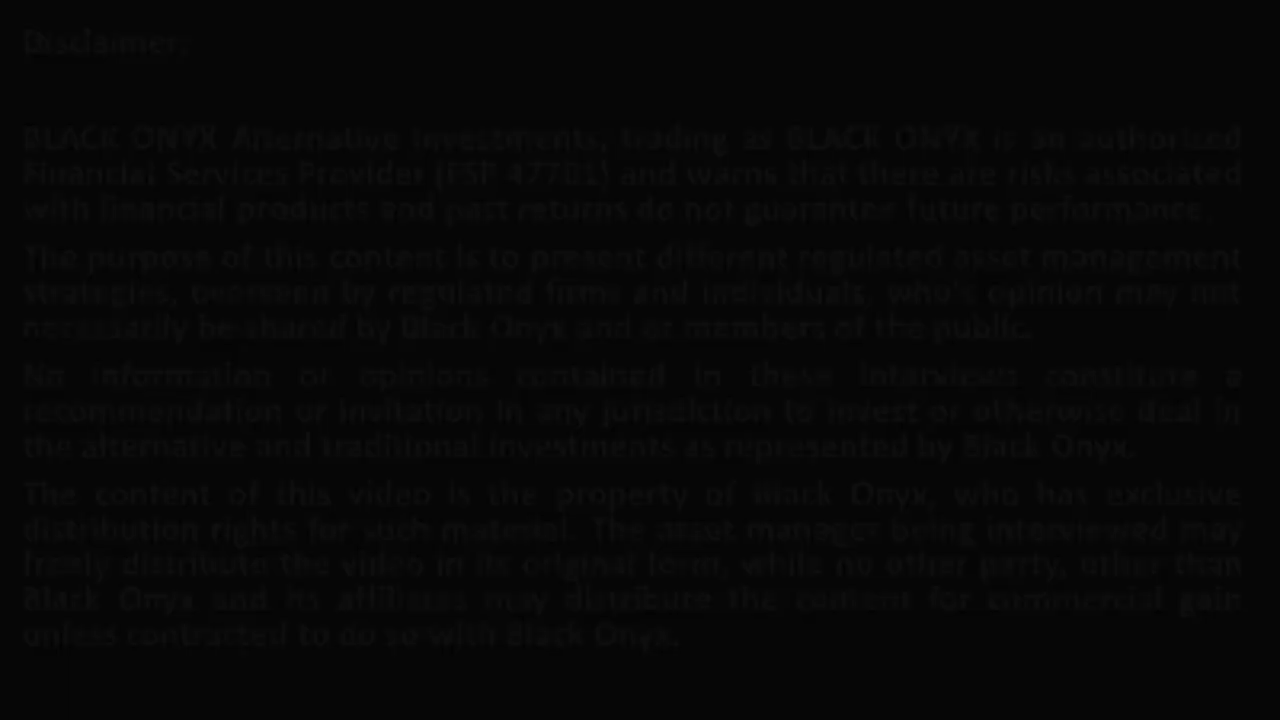 Disclaimer:
BLACK ONYX Alternative Investments, trading as BLACK ONYX is an authorized
Financial Services Provider (FSP 47701) and warns that there are risks associated
with financial products and past returns do not guarantee future performance.
The purpose of this content is to present different regulated asset management
strategies, overseen by regulated firms and individuals, who's opinion may not
necessarily be shared by Black Onyx and or members of the public.
No information or opinions contained in these interviews constitute a
recommendation or invitation in any jurisdiction to invest or otherwise deal in
the alternative and traditional investments as represented by Black Onyx.
The content of this video is the property of Black Onyx, who has exclusive
distribution rights for such material. The asset manager being interviewed may
freely distribute the video in its original form, while no other party, other than
Black Onyx and its affiliates may distribute the content for commercial gain
unless contracted to do so with Black Onyx.